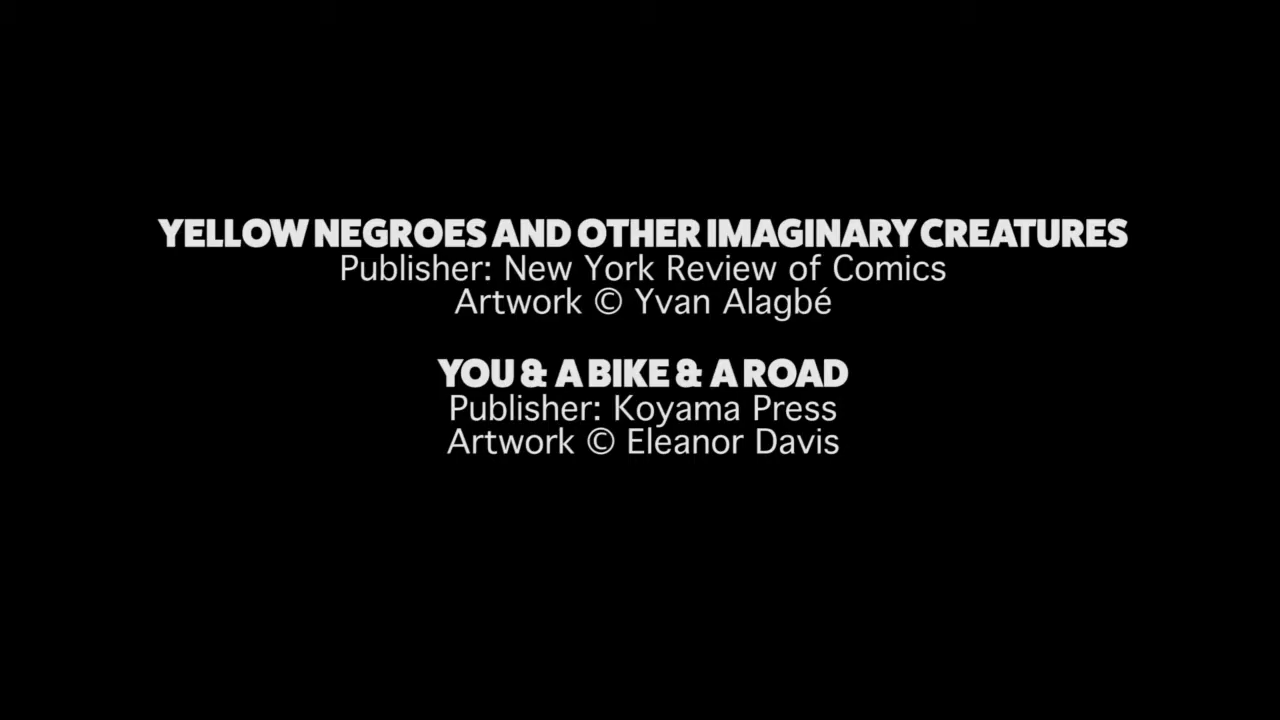 YELLOW NEGROES AND OTHER IMAGINARY CREATURES
Publisher: New York Review of Comics
Artwork © Yvan Alagbé
YOU & A BIKE & A ROAD
Publisher: Koyama Press
Artwork © Eleanor Davis